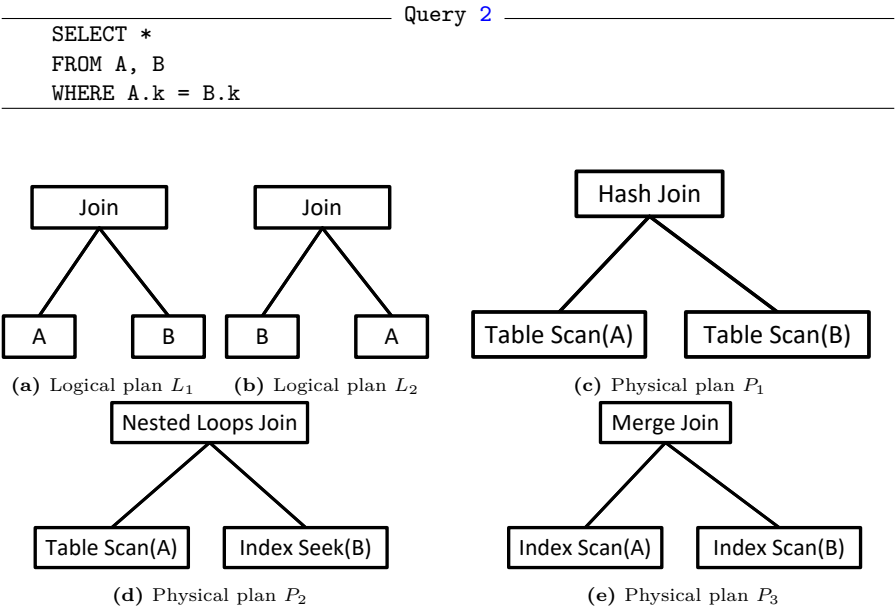 Query 2
SELECT *
FROM A, B
WHERE A.k = B.k
Join
Join
Hash Join
A
B
B
A
Table Scan(A)
Table Scan(B)
(a) Logical plan L1
(b) Logical plan L2
(c) Physical plan P1
Nested Loops Join
Merge Join
Table Scan(A)
Index Seek(B)
Index Scan(A)
Index Scan(B)
(d) Physical plan P2
(e) Physical plan P3